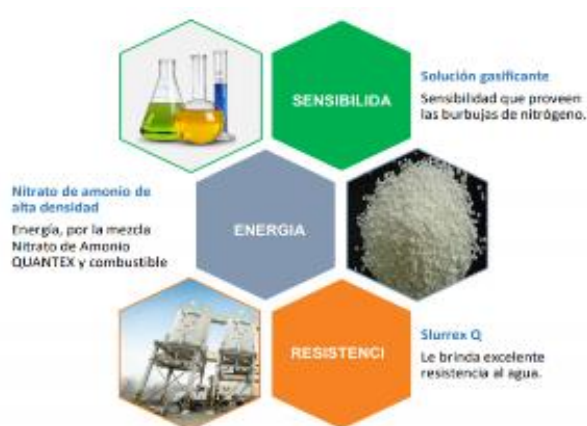 SENSIBILIDA
Solución gasificante
Sensibilidad que proveen
las burbujas de nitrógeno.
Nitrato de amonio de
alta densidad
Energía, por la mezcla
Nitrato de Amonio
QUANTEX y combustible
ENERGIA
RESISTENCI
Slurrex Q
Le brinda excelente
resistencia al agua.